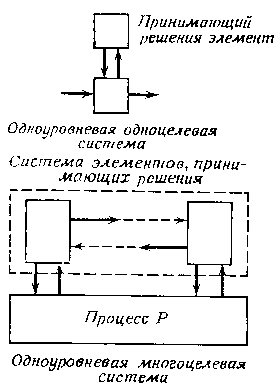 Принимающий
решения элемент
Одноуровневая одноцелевая
система
Система элементов, прини-
мающих решения
Процесс P
Одноуровневая многоцелевая
система